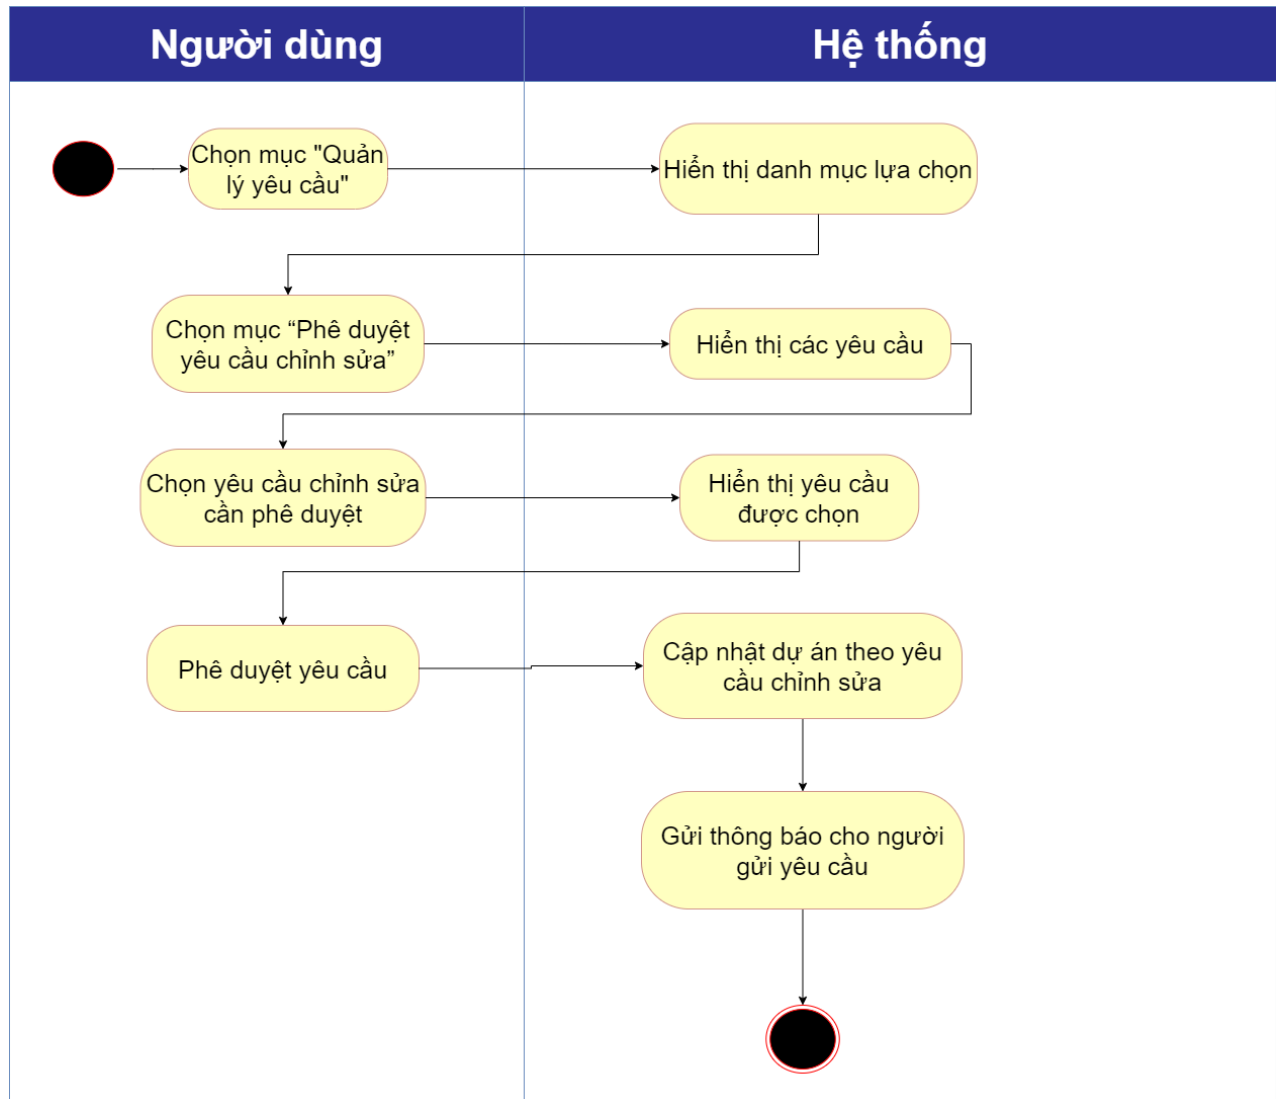 Người dùng
Hệ thống
Chọn mục "Quản
lý yêu cầu"
Hiển thị danh mục lựa chọn
Chọn mục “Phê duyệt
yêu cầu chỉnh sửa”
Hiển thị các yêu cầu
Chọn yêu cầu chỉnh sửa
cần phê duyệt
Hiển thị yêu cầu
được chọn
Phê duyệt yêu cầu
Cập nhật dự án theo yêu
cầu chỉnh sửa
Gửi thông báo cho người
gửi yêu cầu